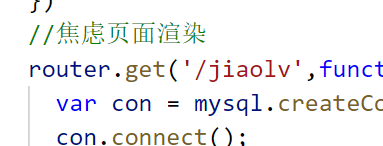 })
//焦虑页面渲染
router.get('/jiaolv',funct
var con = mysql.createCo
con.connect();